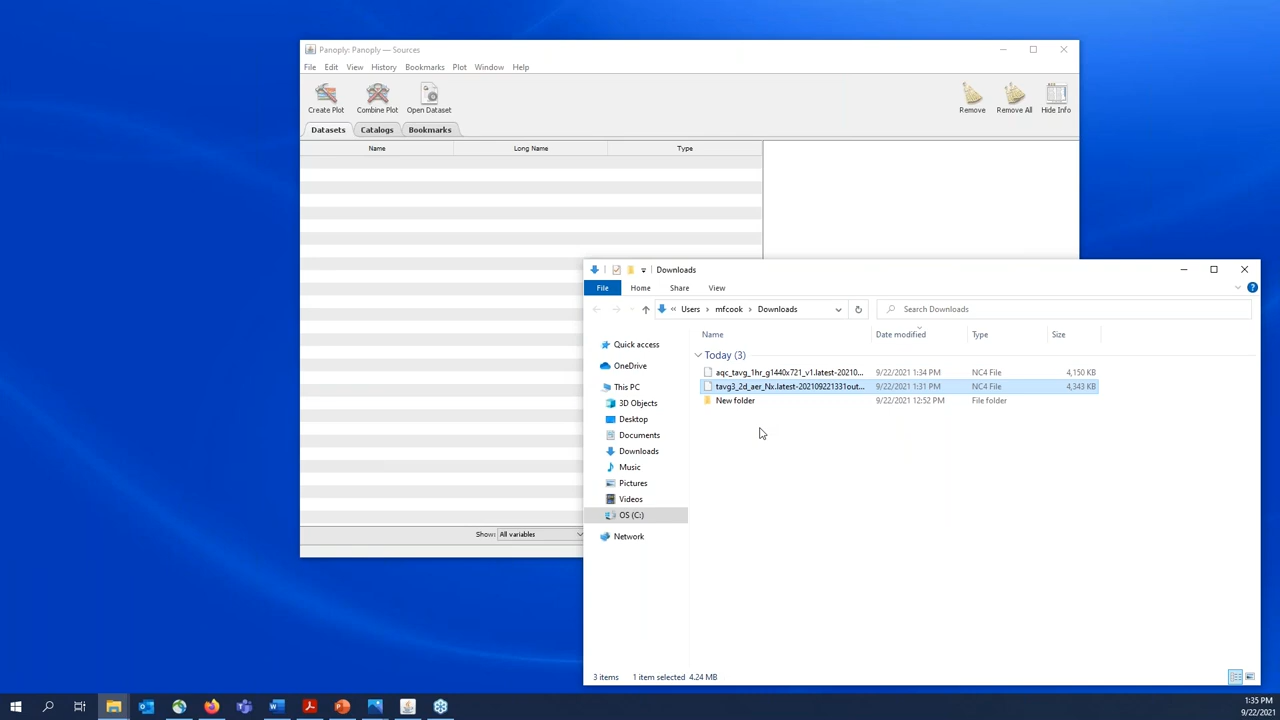 Panoply: Panoply — Sources
File Edit View History Bookmarks Plot Window Help
Create Plot Combine Plot Open Dataset Remove Remove All Hide Info
Datasets Catalogs Bookmarks
Name Long Name Type
Show: All variables
Downloads
File Home Share View
« Users > mfcook > Downloads Search Downloads
Name Date modified Type Size
Quick access
OneDrive
This PC
3D Objects
Desktop
Documents
Downloads
Music
Pictures
Videos
OS (C:)
Network
Today (3)
aqc_tavg_1hr_g1440x721_v1.latest-20210... 9/22/2021 1:34 PM NC4 File 4,150 KB
tavg3_2d_aer_Nx.latest-202109221331out... 9/22/2021 1:31 PM NC4 File 4,343 KB
New folder 9/22/2021 12:52 PM File folder
3 items 1 item selected 4.24 MB
1:35 PM
9/22/2021